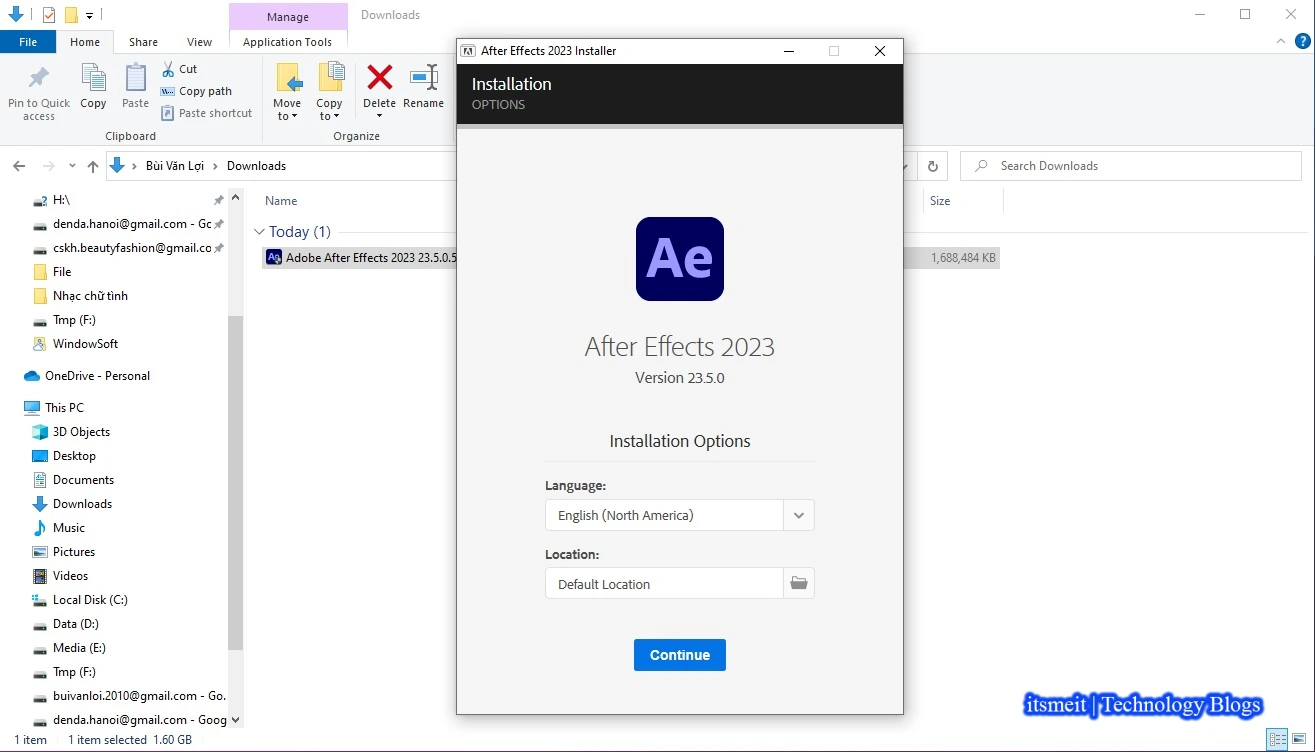 Manage
Downloads
File
Home
Share
View
Application Tools
Pin to Quick
access
Copy
Paste
Cut
Copy path
Paste shortcut
Move
to
Copy
to
Delete
Rename
Clipboard
Organize
Bùi Văn Lợi > Downloads
Search Downloads
H:\
denda.hanoi@gmail.com - Gc
cskh.beautyfashion@gmail.co
File
Nhạc chữ tình
Tmp (F:)
WindowSoft
OneDrive - Personal
This PC
3D Objects
Desktop
Documents
Downloads
Music
Pictures
Videos
Local Disk (C:)
Data (D:)
Media (E:)
Tmp (F:)
buivanloi.2010@gmail.com - Go.
denda.hanoi@gmail.com - Goog
Name
Size
Today (1)
Adobe After Effects 2023 23.5.0.5
1,688,484 KB
After Effects 2023 Installer
Installation
OPTIONS
Ae
After Effects 2023
Version 23.5.0
Installation Options
Language:
English (North America)
Location:
Default Location
Continue
itsmeit | Technology Blogs
1 item
1 item selected 1.60 GB